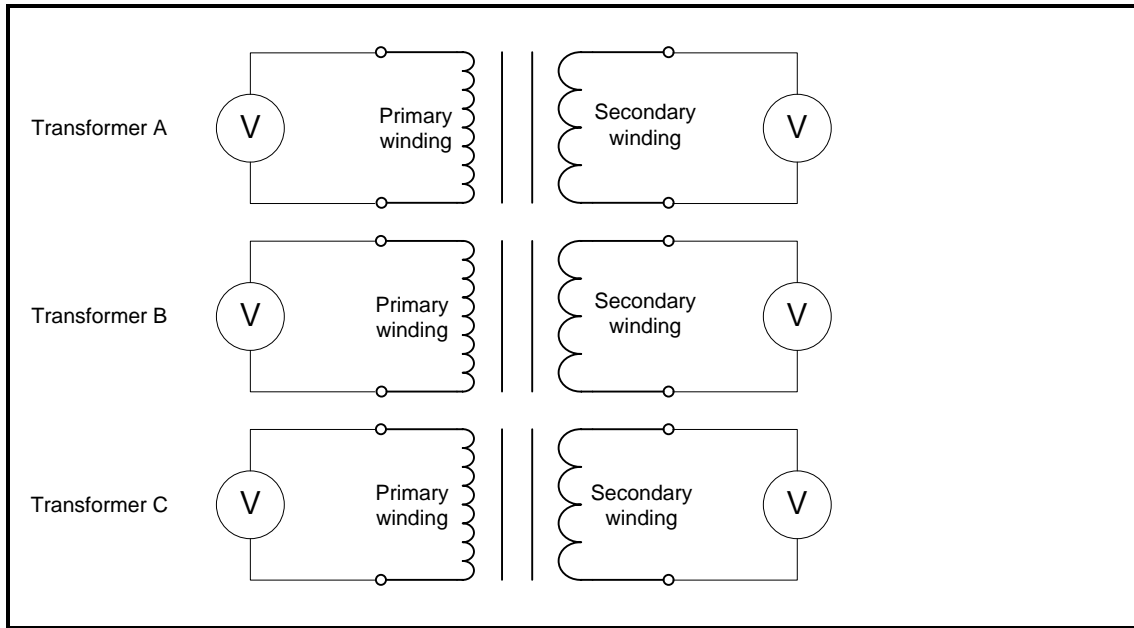 Transformer A
V
Primary
winding
Secondary
winding
V
Transformer B
V
Primary
winding
Secondary
winding
V
Transformer C
V
Primary
winding
Secondary
winding
V